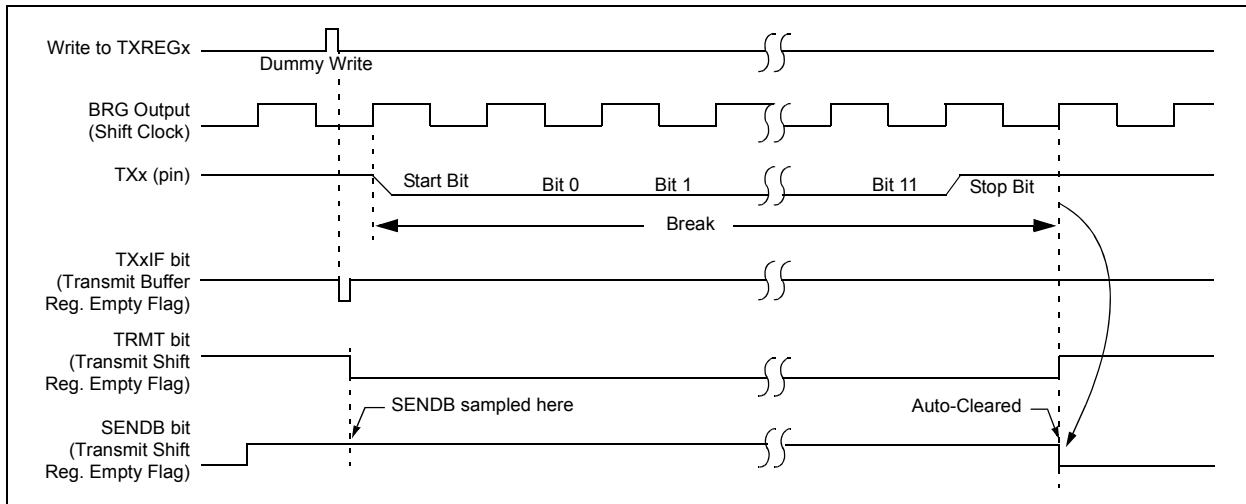 Write to TXREGx
Dummy Write
BRG Output
(Shift Clock)
TXx (pin)
Start Bit
Bit 0
Bit 1
Bit 11
Stop Bit
Break
TXxIF bit
(Transmit Buffer
Reg. Empty Flag)
TRMT bit
(Transmit Shift
Reg. Empty Flag)
SENDB sampled here
Auto-Cleared
SENDB bit
(Transmit Shift
Reg. Empty Flag)